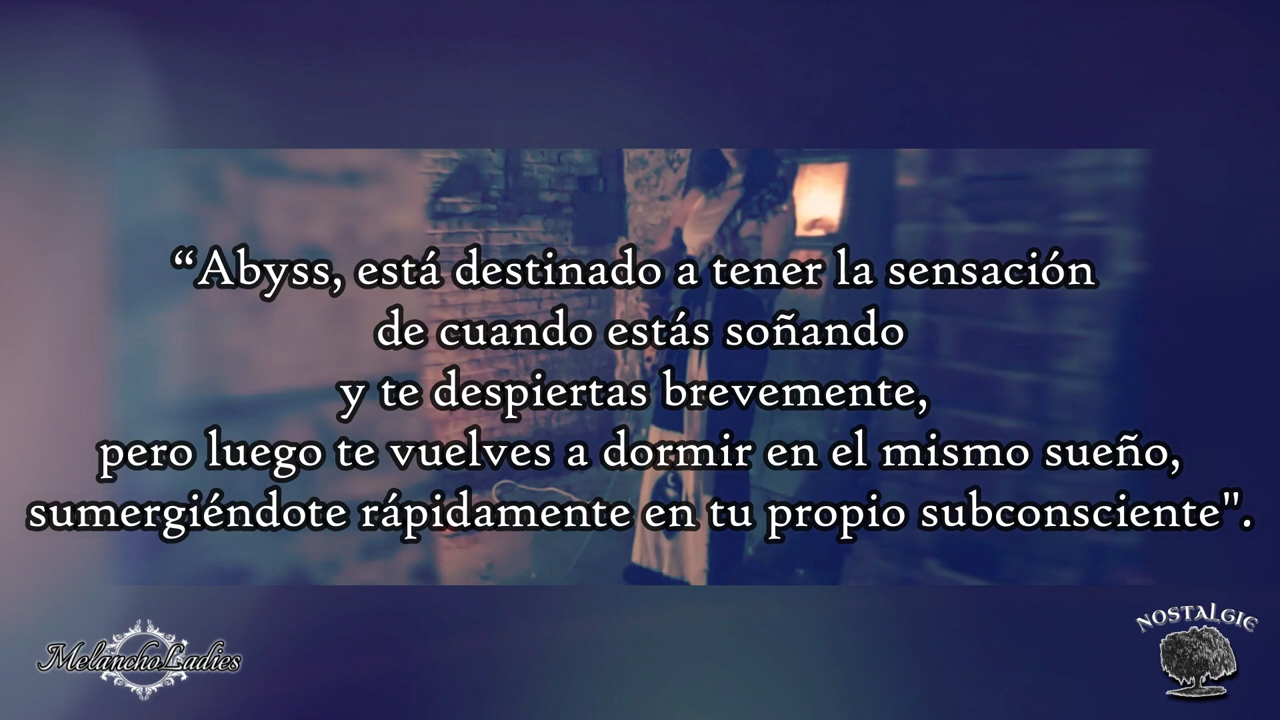 “Abyss, está destinado a tener la sensación
de cuando estás soñando
y te despiertas brevemente,
pero luego te vuelves a dormir en el mismo sueño,
sumergiéndote rápidamente en tu propio subconsciente".
MelanchoLadies
NOSTALGIE